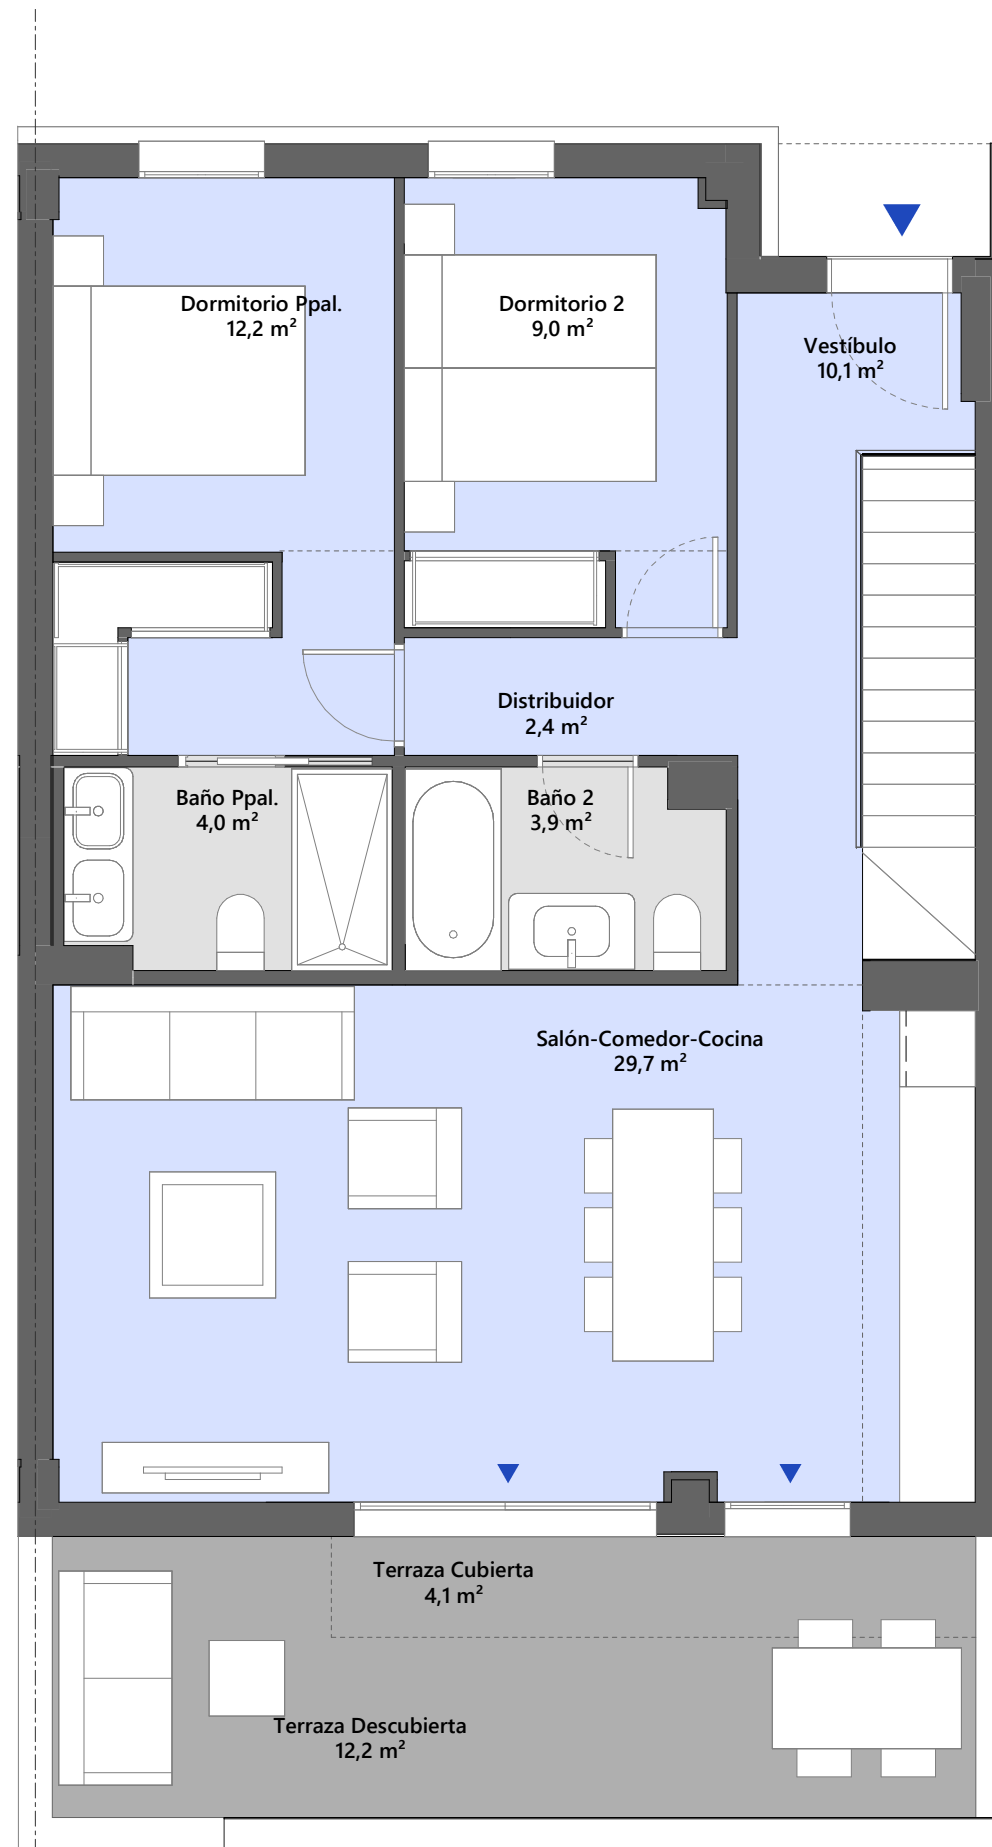 Dormitorio Ppal.
12,2 m²
Dormitorio 2
9,0 m²
Vestíbulo
10,1 m²
Distribuidor
2,4 m²
Baño Ppal.
4,0 m²
Baño 2
3,9 m²
Salón-Comedor-Cocina
29,7 m²
Terraza Cubierta
4,1 m²
Terraza Descubierta
12,2 m²